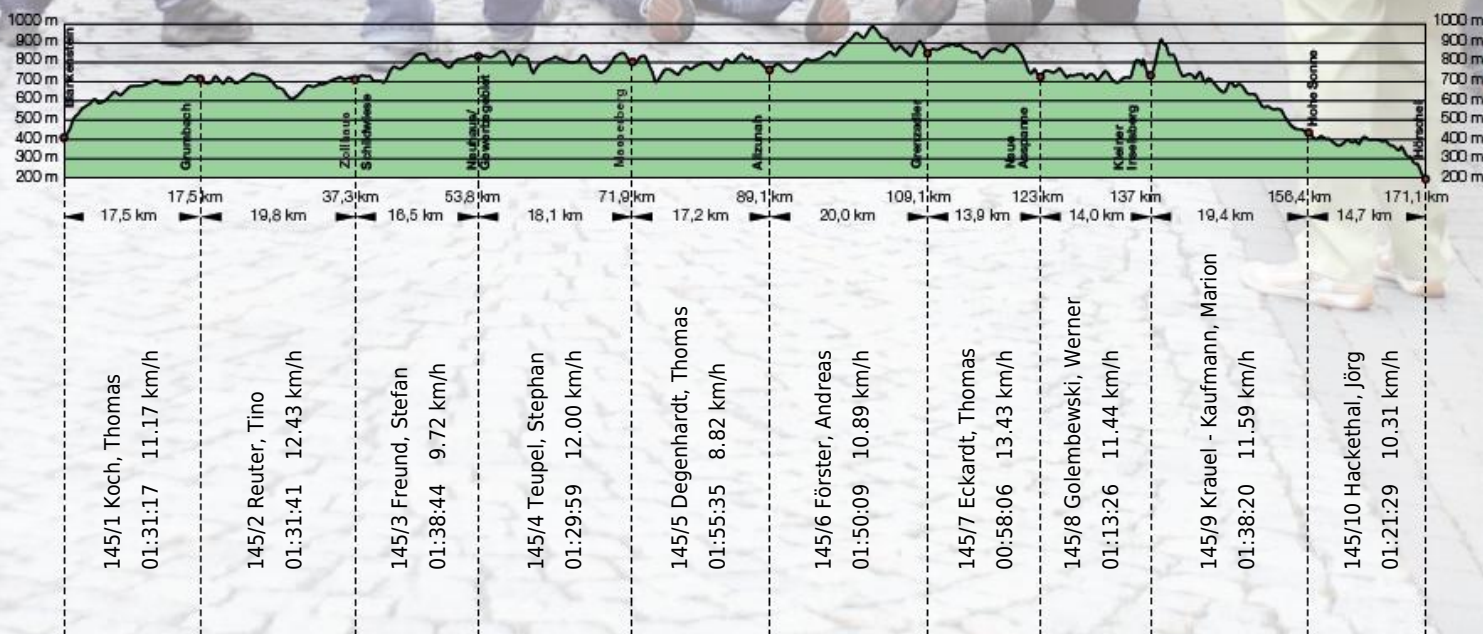 1000 m
900 m
800 m
700 m
600 m
500 m
400 m
300 m
200 m
1000 m
900 m
800 m
700 m
600 m
500 m
400 m
300 m
200 m
Blankenstein
Grumbach
Zollhaus
Schildwiese
Neuhaus/
Masserberg
Allzunah
Grenzadler
Neue
Ausspanne
Kleiner
Inselsberg
Hohe Sonne
Hörschel
17,5 km
37,3 km
53,8 km
71,9 km
89,1 km
109,1 km
123 km
137 km
156,4 km
171,1 km
17,5 km
19,8 km
16,5 km
18,1 km
17,2 km
20,0 km
13,9 km
14,0 km
19,4 km
14,7 km
145/1 Koch, Thomas
01:31:17 11.17 km/h
145/2 Reuter, Tino
01:31:41 12.43 km/h
145/3 Freund, Stefan
01:38:44 9.72 km/h
145/4 Teupel, Stephan
01:29:59 12.00 km/h
145/5 Degenhardt, Thomas
01:55:35 8.82 km/h
145/6 Förster, Andreas
01:50:09 10.89 km/h
145/7 Eckardt, Thomas
00:58:06 13.43 km/h
145/8 Golembewski, Werner
01:13:26 11.44 km/h
145/9 Krauel - Kaufmann, Marion
01:38:20 11.59 km/h
145/10 Hackethal, Jörg
01:21:29 10.31 km/h